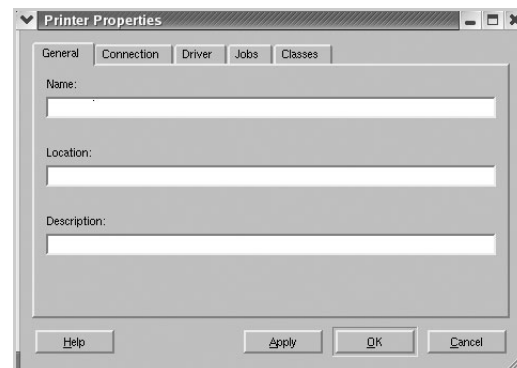 Printer Properties
General Connection Driver Jobs Classes
Name:
Location:
Description:
Help Apply OK Cancel